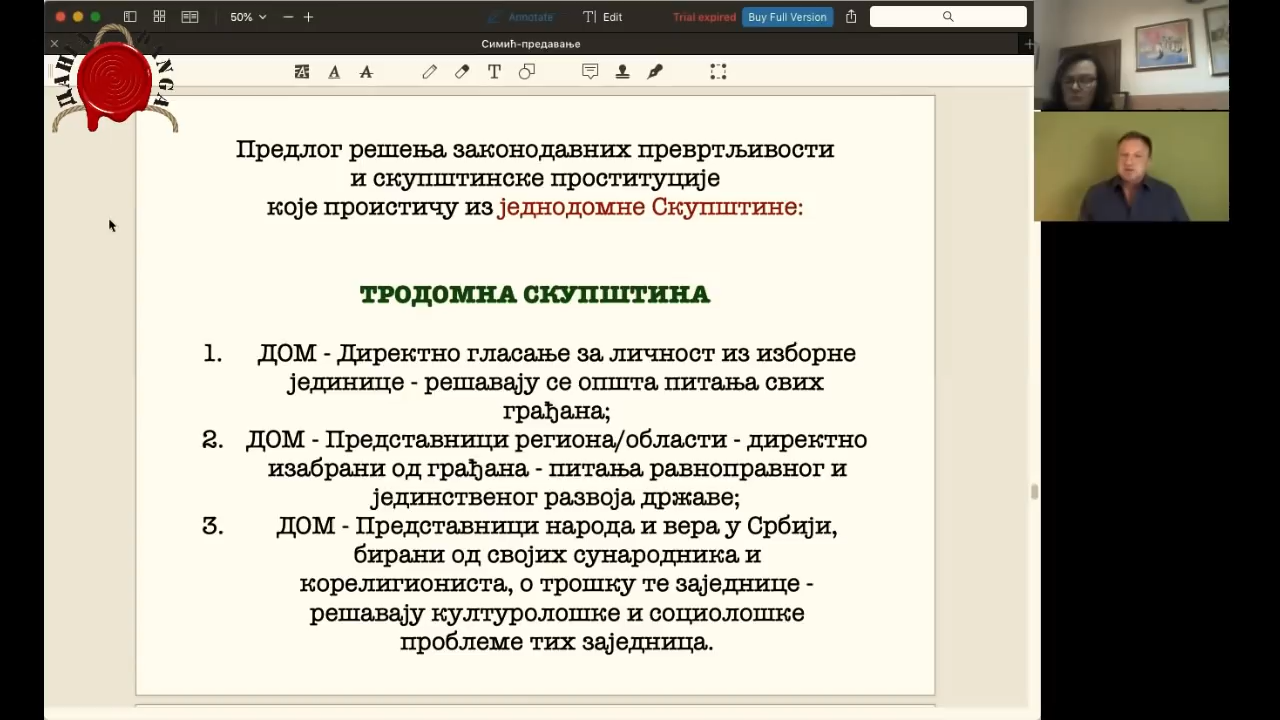 50%
Annotate
Edit
Trial expired
Buy Full Version
Симић-предавање
Предлог решења законодавних превртљивости
и скупштинске проституције
које проистичу из једнодомне Скупштине:
ТРОДОМНА СКУПШТИНА
1. ДОМ - Директно гласање за личност из изборне
јединице - решавају се општа питања свих
грађана;
2. ДОМ - Представници региона/области - директно
изабрани од грађана - питања равноправног и
јединственог развоја државе;
3. ДОМ - Представници народа и вера у Србији,
бирани од својих сународника и
корелигиониста, о трошку те заједнице -
решавају културолошке и социолошке
проблеме тих заједница.